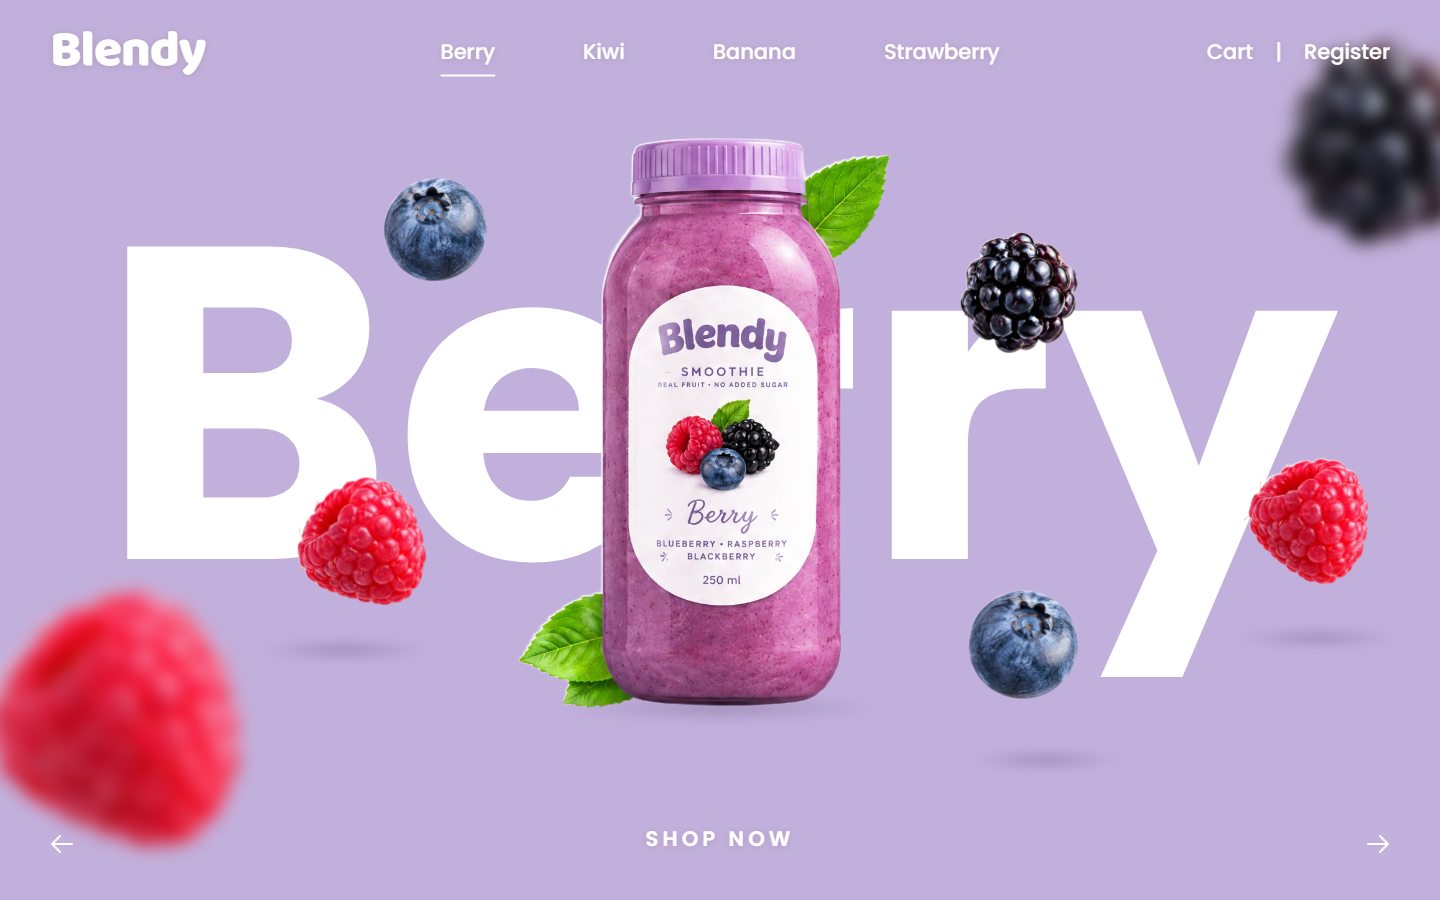 Blendy
Berry Kiwi Banana Strawberry
Cart | Register
Berry
Blendy
SMOOTHIE
REAL FRUIT • NO ADDED SUGAR
Berry
BLUEBERRY • RASPBERRY
BLACKBERRY
250 ml
SHOP NOW